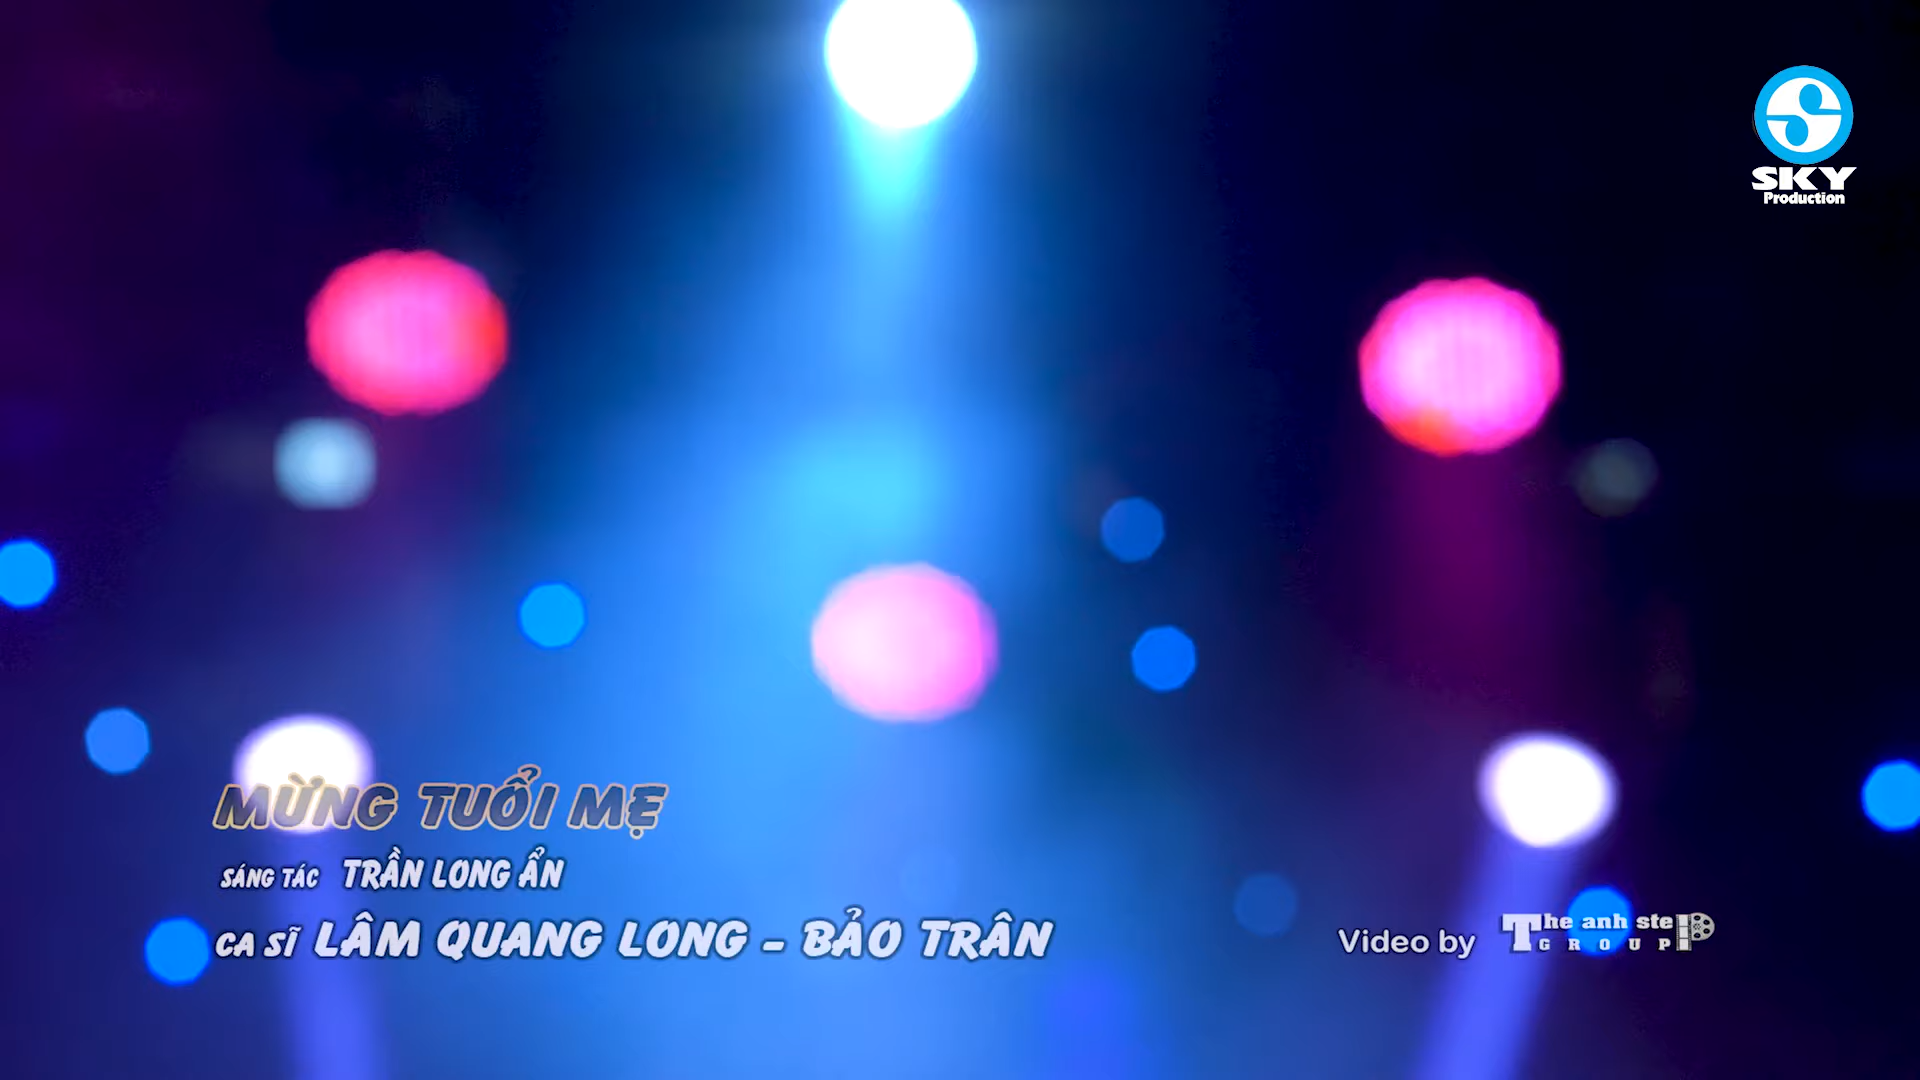 SKY
Production
MỪNG TUỔI MẸ
SÁNG TÁC TRẦN LONG ẨN
CA SĨ LÂM QUANG LONG - BẢO TRÂN
Video by The anh step
GROUP